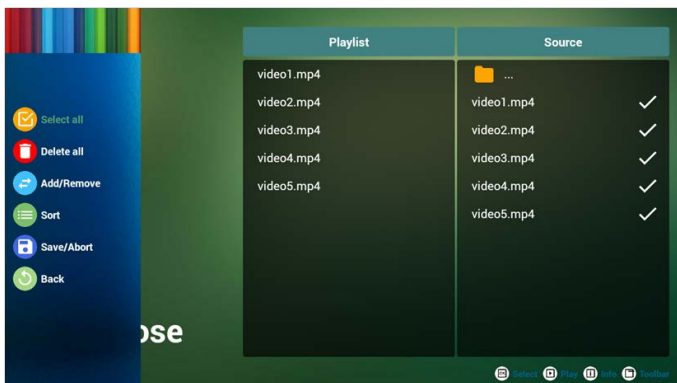 Select all
Delete all
Add/Remove
Sort
Save/Abort
Back
ose
Playlist
video1.mp4
video2.mp4
video3.mp4
video4.mp4
video5.mp4
Source
...
video1.mp4
video2.mp4
video3.mp4
video4.mp4
video5.mp4
Select Play Info Toolbar